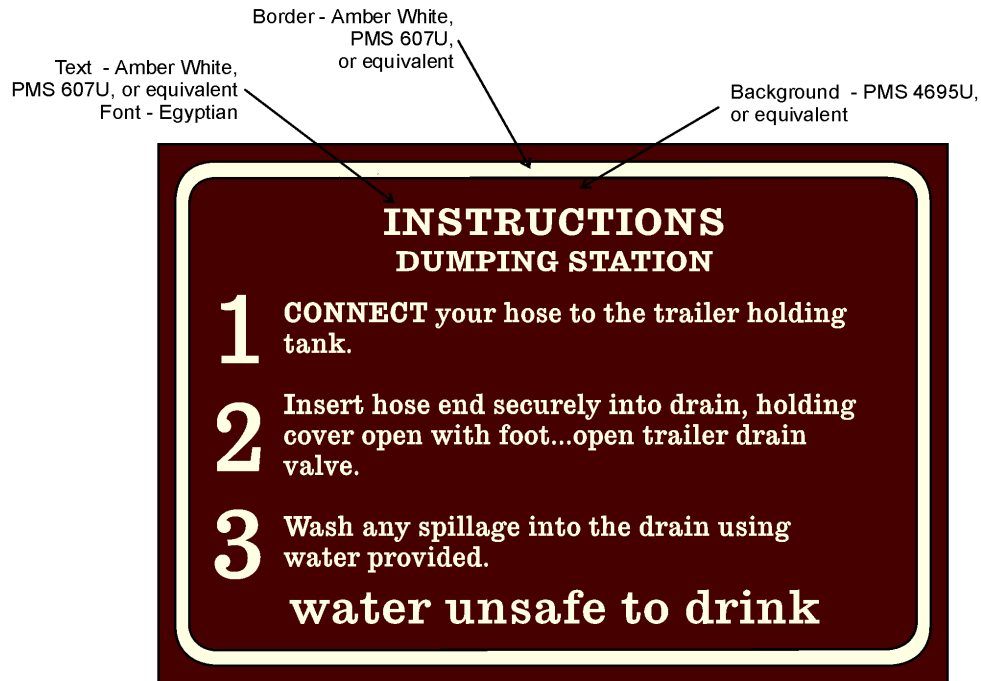 Border - Amber White,
PMS 607U,
or equivalent
Text - Amber White,
PMS 607U, or equivalent
Font - Egyptian
Background - PMS 4695U,
or equivalent
INSTRUCTIONS
DUMPING STATION
1 CONNECT your hose to the trailer holding
tank.
2 Insert hose end securely into drain, holding
cover open with foot...open trailer drain
valve.
3 Wash any spillage into the drain using
water provided.
water unsafe to drink